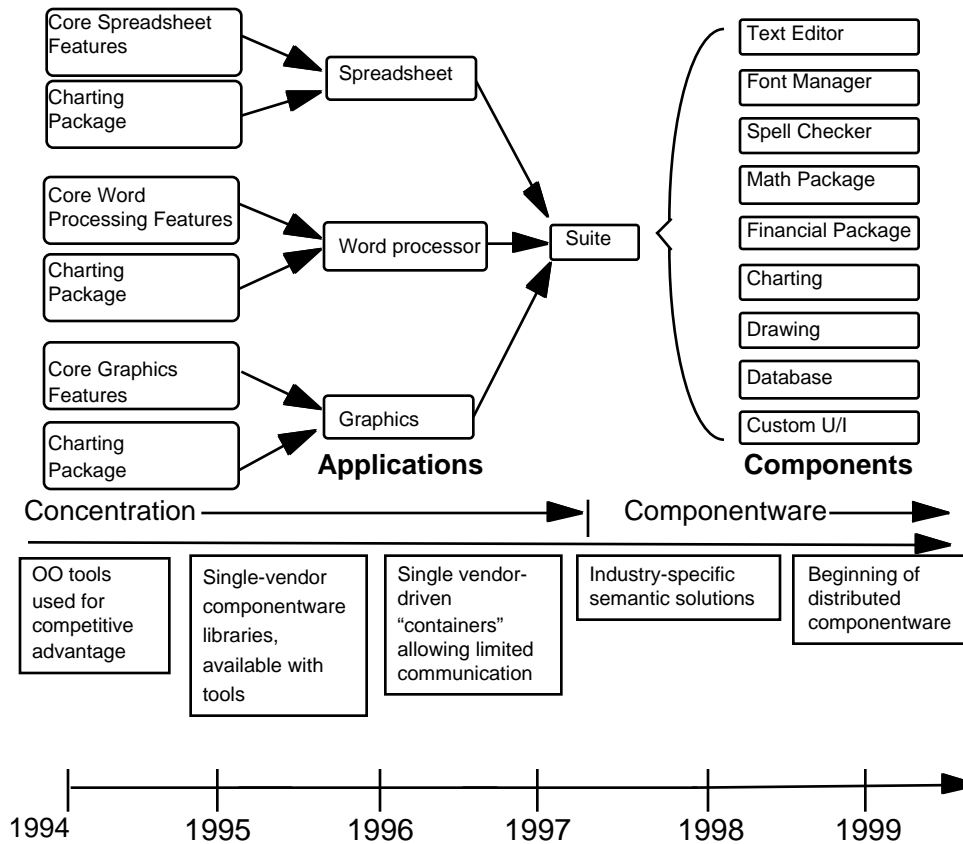 Core Spreadsheet
Features
Charting
Package
Spreadsheet
Core Word
Processing Features
Charting
Package
Word processor
Core Graphics
Features
Charting
Package
Graphics
Suite
Applications
Text Editor
Font Manager
Spell Checker
Math Package
Financial Package
Charting
Drawing
Database
Custom U/I
Components
Concentration
Componentware
OO tools
used for
competitive
advantage
Single-vendor
componentware
libraries,
available with
tools
Single vendor-
driven
“containers”
allowing limited
communication
Industry-specific
semantic solutions
Beginning of
distributed
componentware
1994
1995
1996
1997
1998
1999